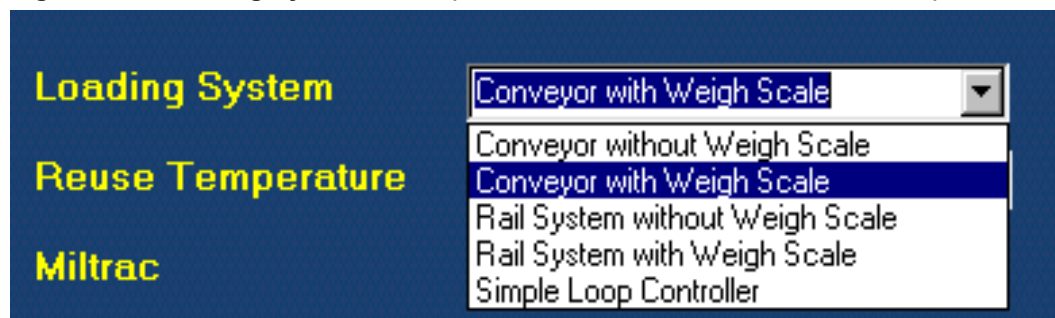 Loading System
Conveyor with Weigh Scale
Conveyor without Weigh Scale
Reuse Temperature
Conveyor with Weigh Scale
Rail System without Weigh Scale
Miltrac
Rail System with Weigh Scale
Simple Loop Controller